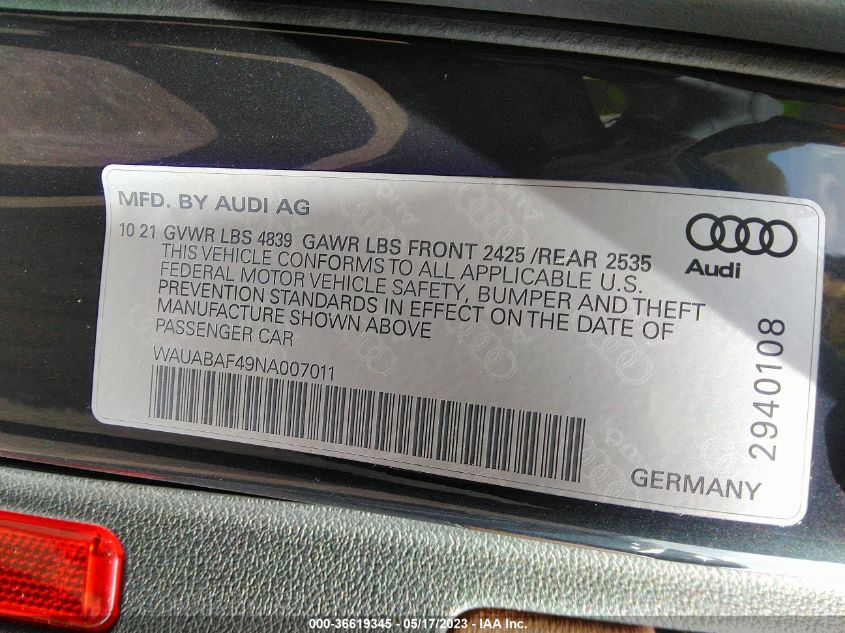 MFD. BY AUDI AG
10 21 GVWR LBS 4839 GAWR LBS FRONT 2425 /REAR 2535
THIS VEHICLE CONFORMS TO ALL APPLICABLE U.S.
FEDERAL MOTOR VEHICLE SAFETY, BUMPER AND THEFT
PREVENTION STANDARDS IN EFFECT ON THE DATE OF
MANUFACTURE SHOWN ABOVE
PASSENGER CAR
WAUABAF49NA007011
Audi
2940108
GERMANY
000-36619345 - 05/17/2023 - IAA Inc.